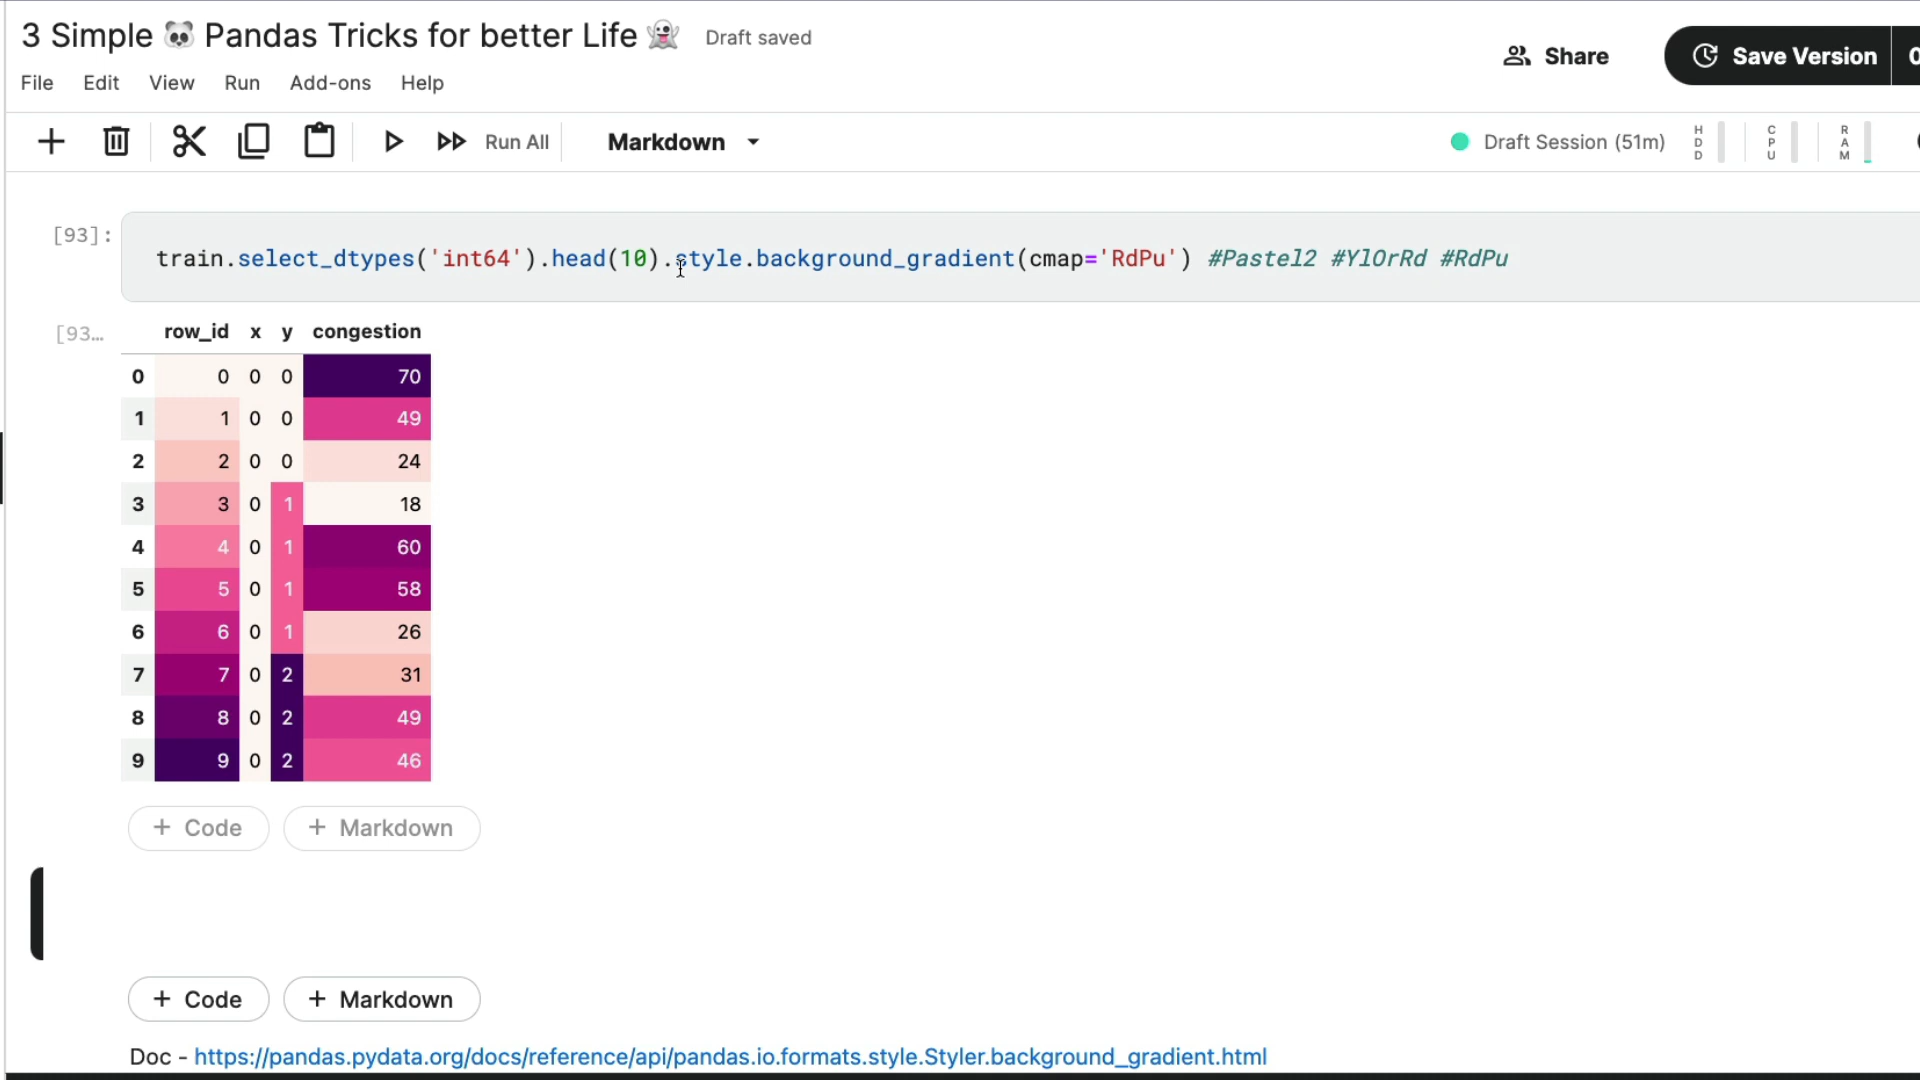 3 Simple 🐼 Pandas Tricks for better Life 👻 Draft saved
Share
Save Version
File Edit View Run Add-ons Help
Run All
Markdown
Draft Session (51m)
HDD
CPU
RAM
[93]:
train.select_dtypes('int64').head(10).style.background_gradient(cmap='RdPu') #Pastel2 #YlOrRd #RdPu
[93…
row_id x y congestion
0 0 0 0 70
1 1 0 0 49
2 2 0 0 24
3 3 0 1 18
4 4 0 1 60
5 5 0 1 58
6 6 0 1 26
7 7 0 2 31
8 8 0 2 49
9 9 0 2 46
+ Code + Markdown
+ Code + Markdown
Doc - https://pandas.pydata.org/docs/reference/api/pandas.io.formats.style.Styler.background_gradient.html